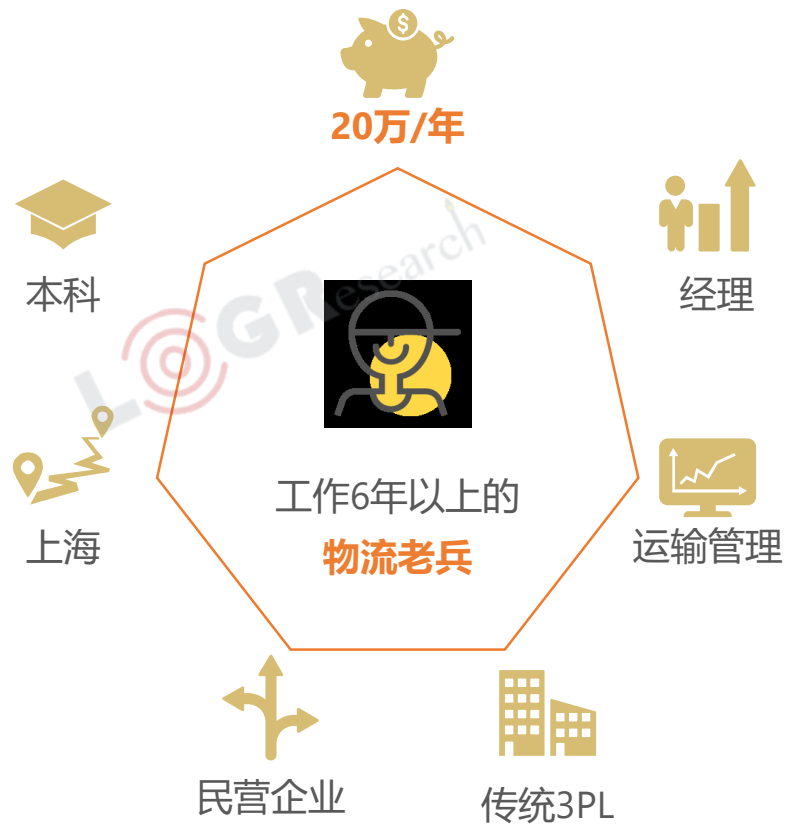 20万/年
本科
经理
LOGResearch
工作6年以上的
物流老兵
上海
运输管理
民营企业
传统3PL